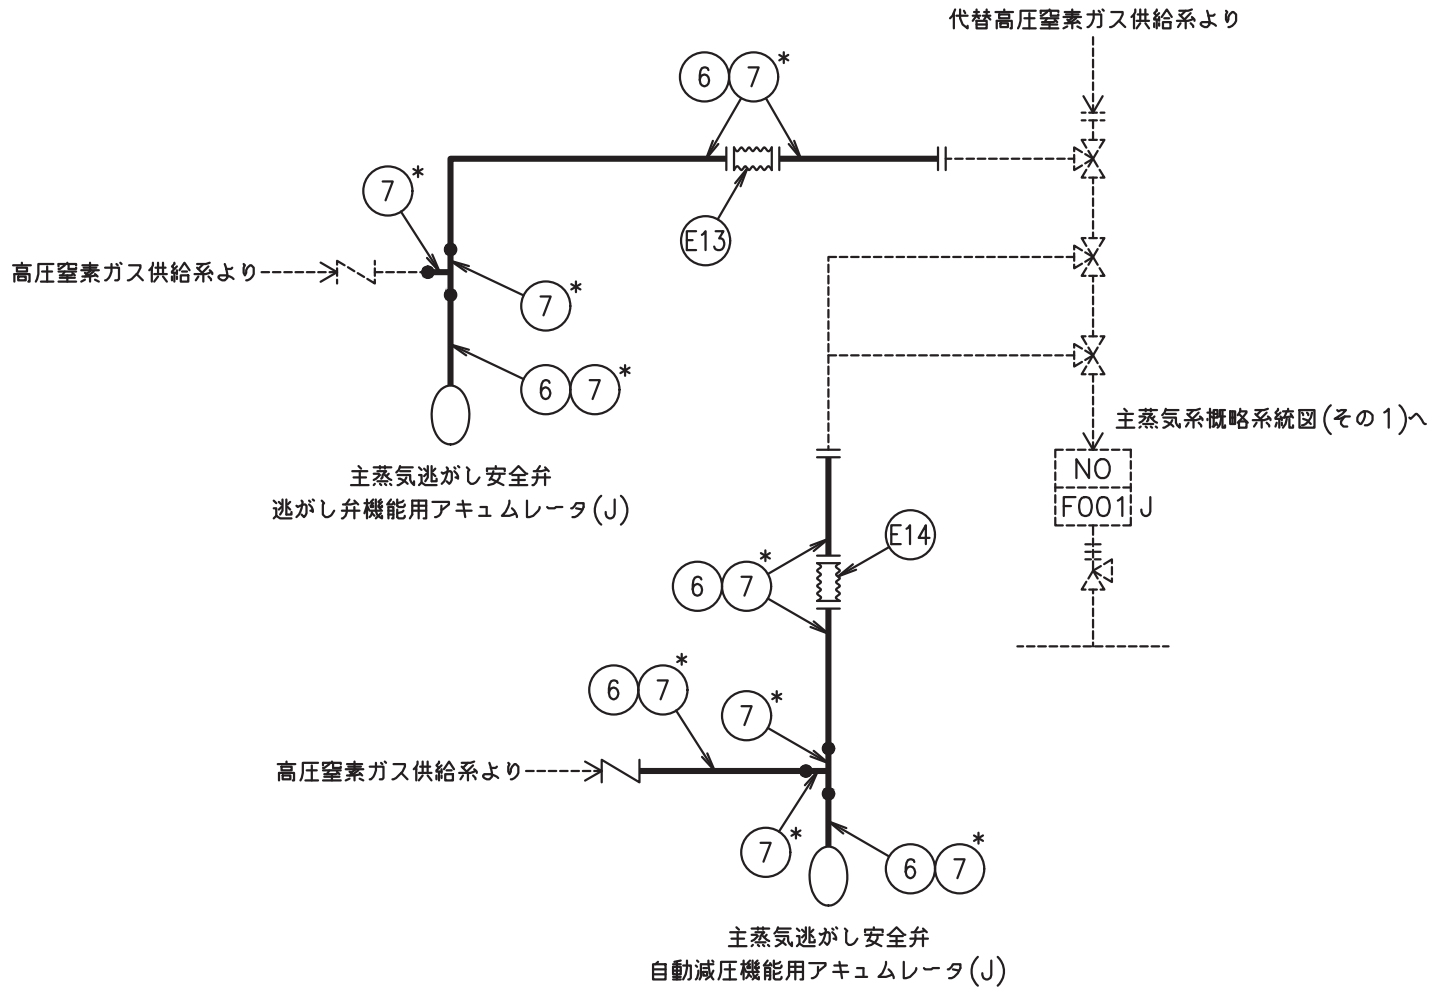 代替高圧窒素ガス供給系より
6 7*
7*
E13
高圧窒素ガス供給系より
7*
6 7*
主蒸気系概略系統図(その1)へ
NO
F001 J
主蒸気逃がし安全弁
逃がし弁機能用アキュムレータ(J)
E14
6 7*
6 7*
7*
高圧窒素ガス供給系より
7*
6 7*
主蒸気逃がし安全弁
自動減圧機能用アキュムレータ(J)